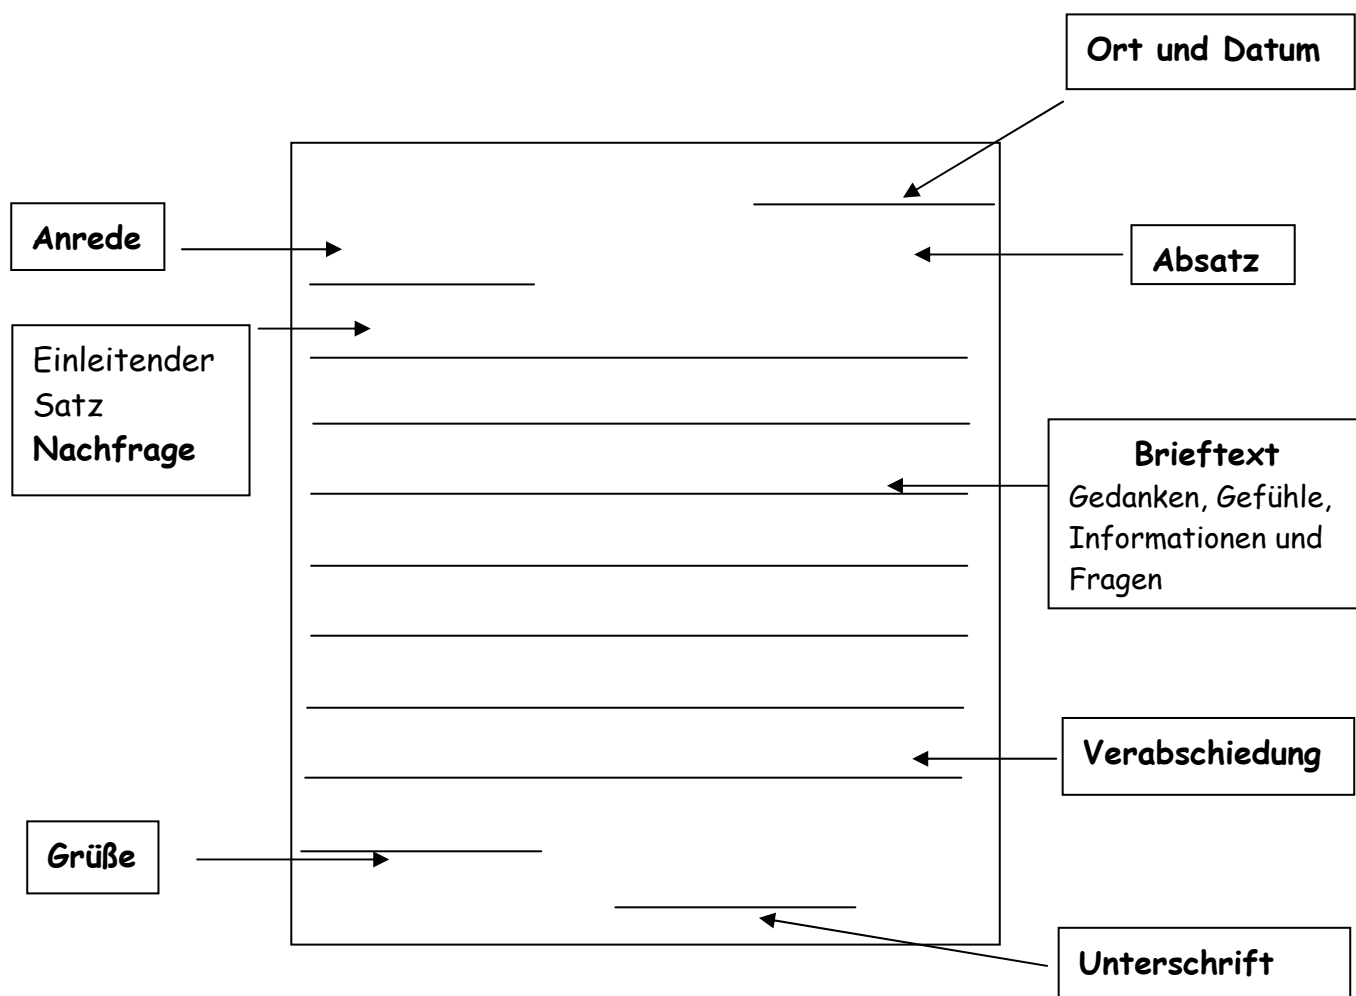 Ort und Datum
Anrede
Absatz
Einleitender
Satz
Nachfrage
Brieftext
Gedanken, Gefühle,
Informationen und
Fragen
Verabschiedung
Grüße
Unterschrift